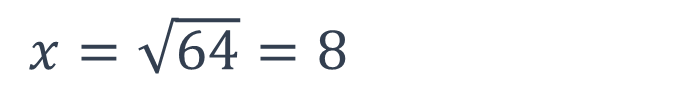 x = √64 = 8